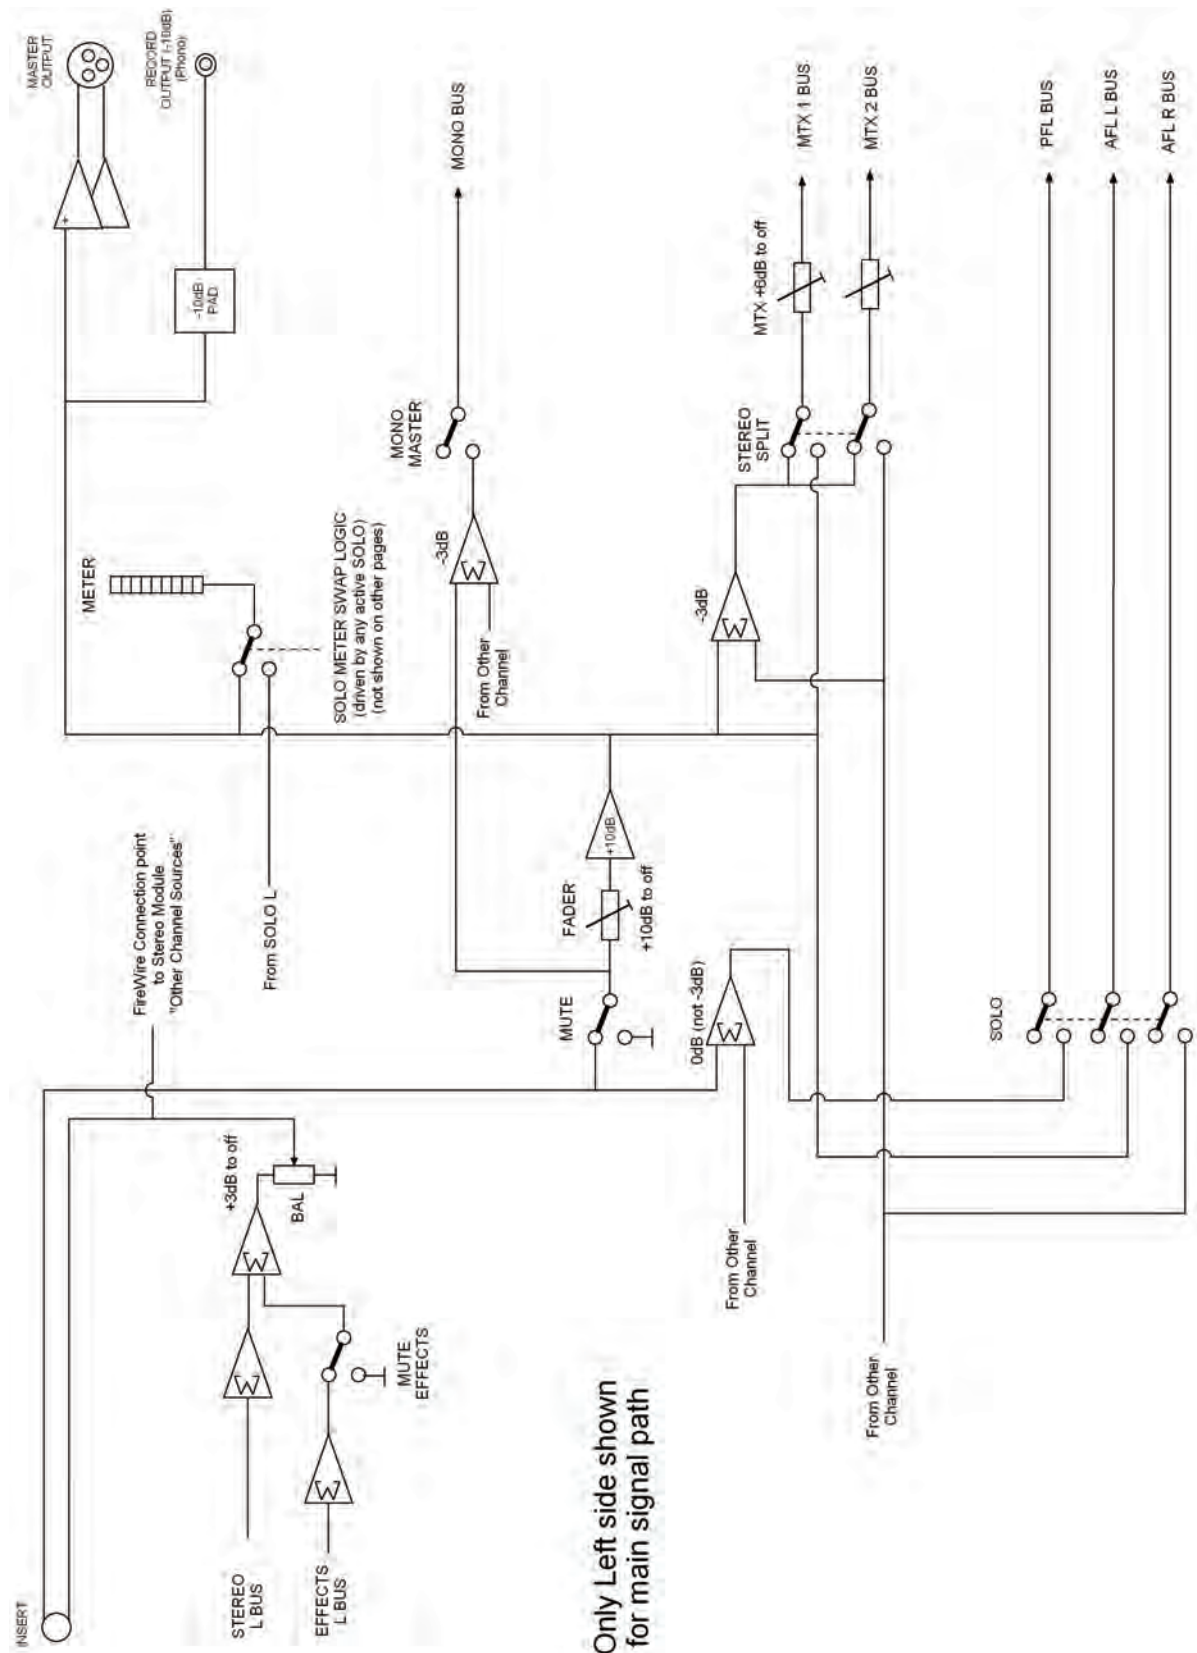 INSERT
STEREO
L BUS
EFFECTS
L BUS
MUTE
EFFECTS
+3dB to off
BAL
FireWire Connection point
to Stereo Module
"Other Channel Sources"
From SOLO L
METER
SOLO METER SWAP LOGIC
(driven by any active SOLO)
(not shown on other pages)
MASTER
OUTPUT
RECORD
OUTPUT (-10dB)
(Phono)
+
-10dB
PAD
MUTE
FADER
+10dB to off
+10dB
From Other
Channel
-3dB
MONO
MASTER
MONO BUS
From Other
Channel
0dB (not -3dB)
-3dB
STEREO
SPLIT
MTX +6dB to off
MTX 1 BUS
MTX 2 BUS
From Other
Channel
SOLO
PFL BUS
AFL L BUS
AFL R BUS
Σ
Σ
Σ
Σ
Σ
Σ
Only Left side shown
for main signal path